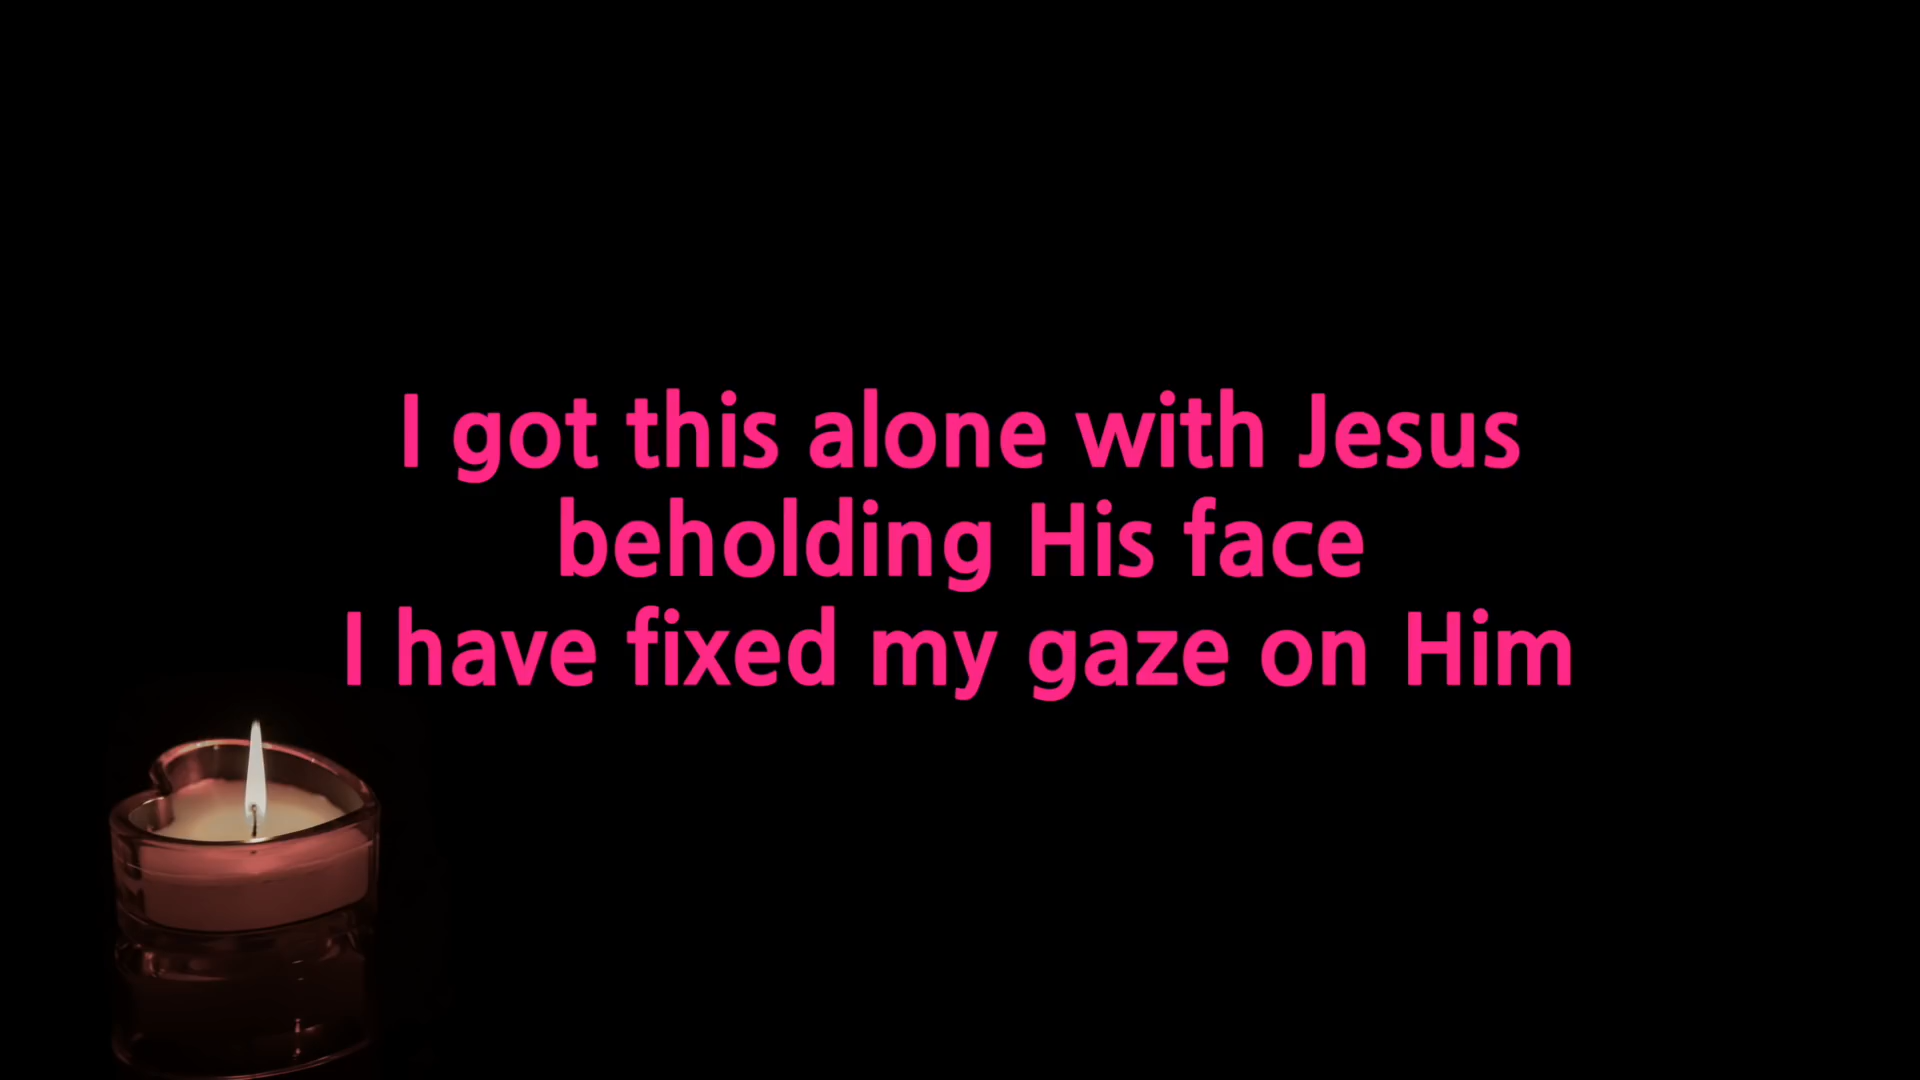 I got this alone with Jesus
beholding His face
I have fixed my gaze on Him